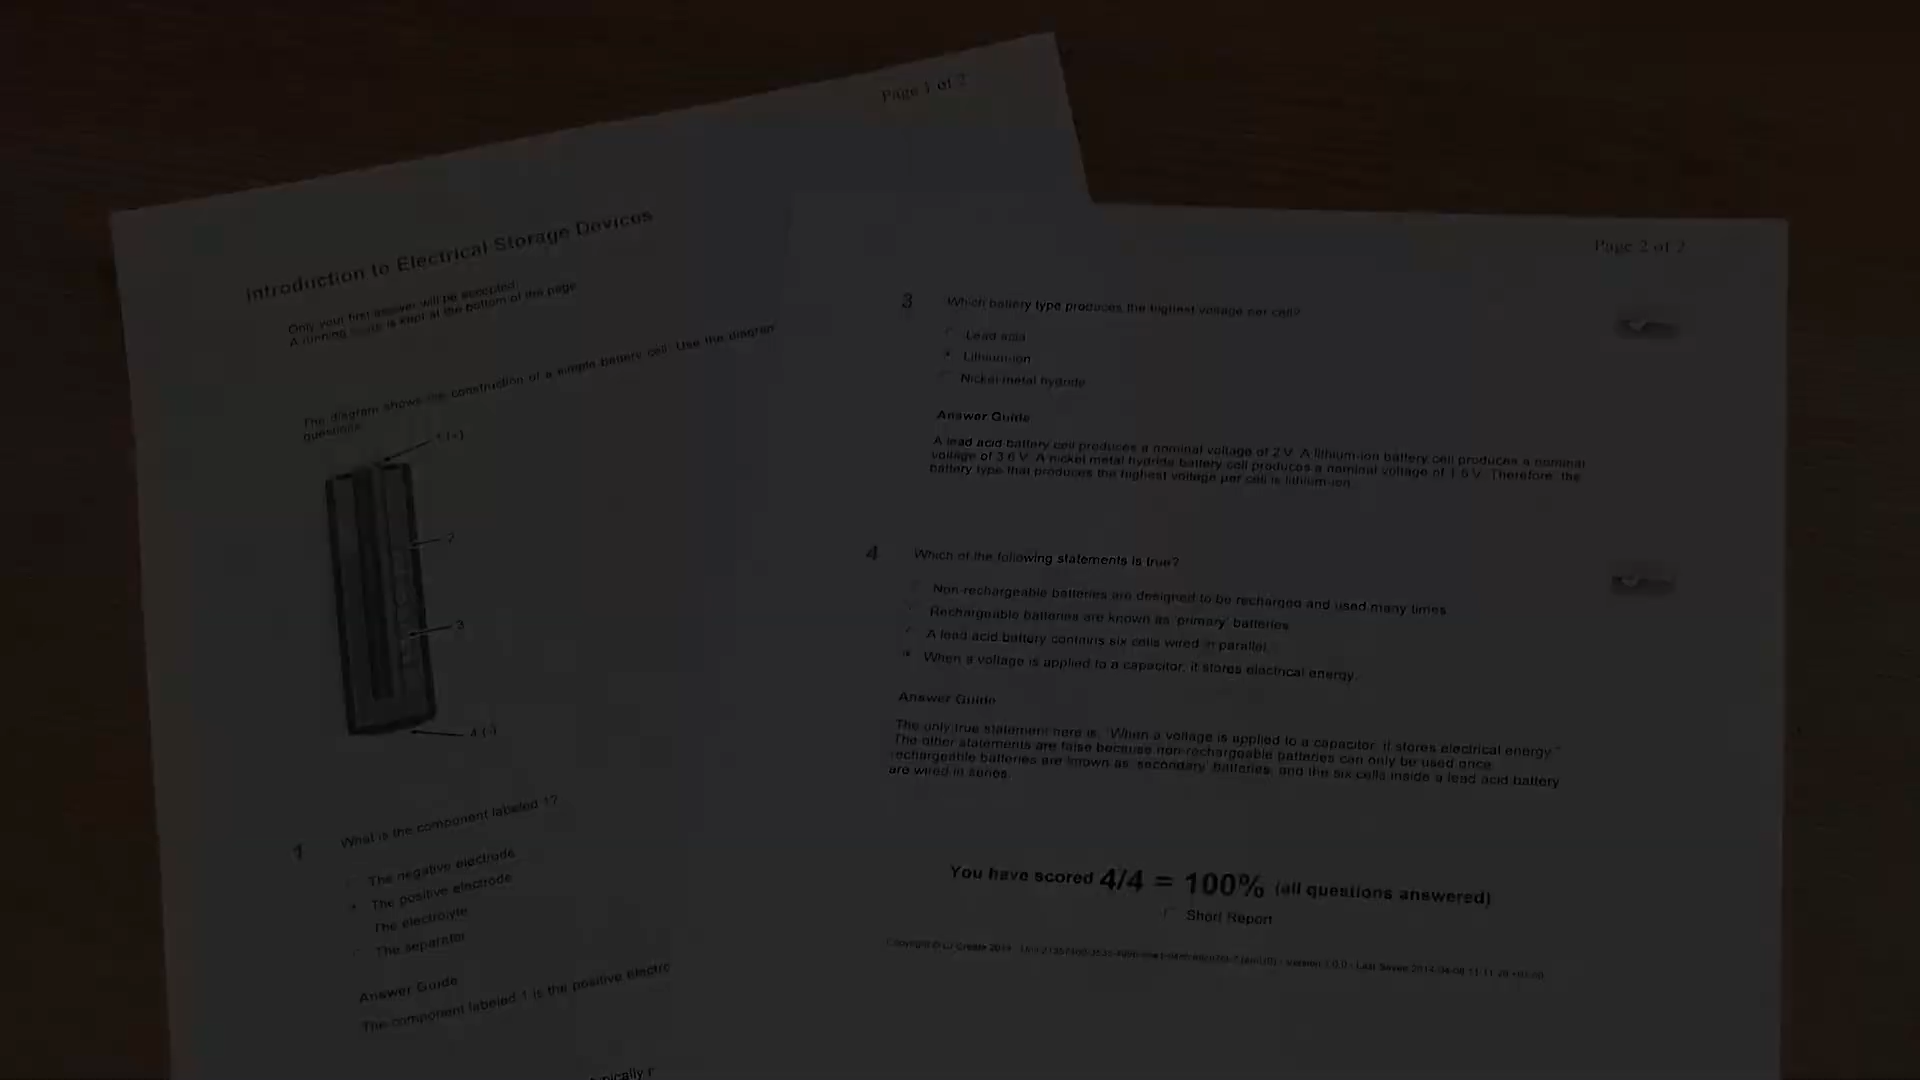 Page 1 of 2
Introduction to Electrical Storage Devices
Only your first answer will be accepted.
A running score is kept at the bottom of the page.
The diagram shows the construction of a simple battery cell. Use the diagram
questions.
1 (+)
2
3
4 (-)
1 What is the component labeled 1?
The negative electrode
The positive electrode
The electrolyte
The separator
Answer Guide
The component labeled 1 is the positive electro
Page 2 of 2
3 Which battery type produces the highest voltage per cell?
Lead acid
Lithium-ion
Nickel metal hydride
Answer Guide
A lead acid battery cell produces a nominal voltage of 2 V. A lithium-ion battery cell produces a nominal
voltage of 3.6 V. A nickel metal hydride battery cell produces a nominal voltage of V. Therefore, the
battery type that produces the highest voltage per cell is lithium-ion.
4 Which of the following statements is true?
Non-rechargeable batteries are designed to be recharged and used many times.
Rechargeable batteries are known as 'primary' batteries.
A lead acid battery contains six cells wired in parallel.
When a voltage is applied to a capacitor, it stores electrical energy.
Answer Guide
The only true statement here is, "When a voltage is applied to a capacitor, it stores electrical energy."
The other statements are false because non-rechargeable batteries can only be used once,
rechargeable batteries are known as 'secondary' batteries, and the six cells inside a lead acid battery
are wired in series.
You have scored 4/4 = 100% (all questions answered)
Short Report
Copyright © LJ Create